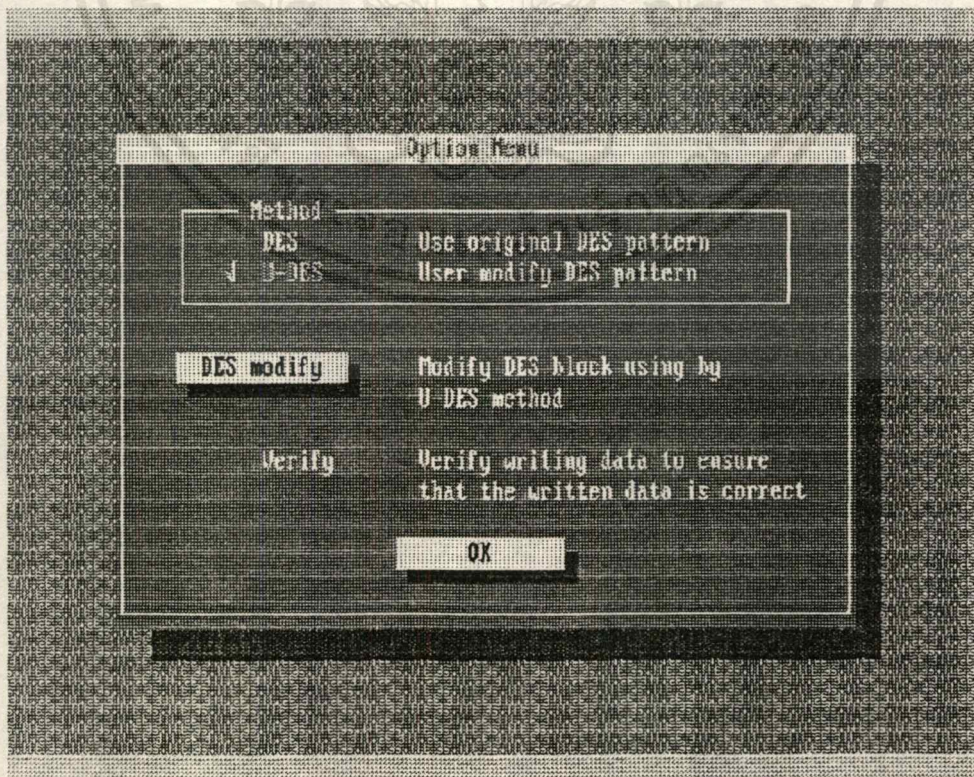 Option Menu
Method
DES Use original DES pattern
√ U-DES User modify DES pattern
DES modify Modify DES block using by
U-DES method
Verify Verify writing data to ensure
that the written data is correct
OK